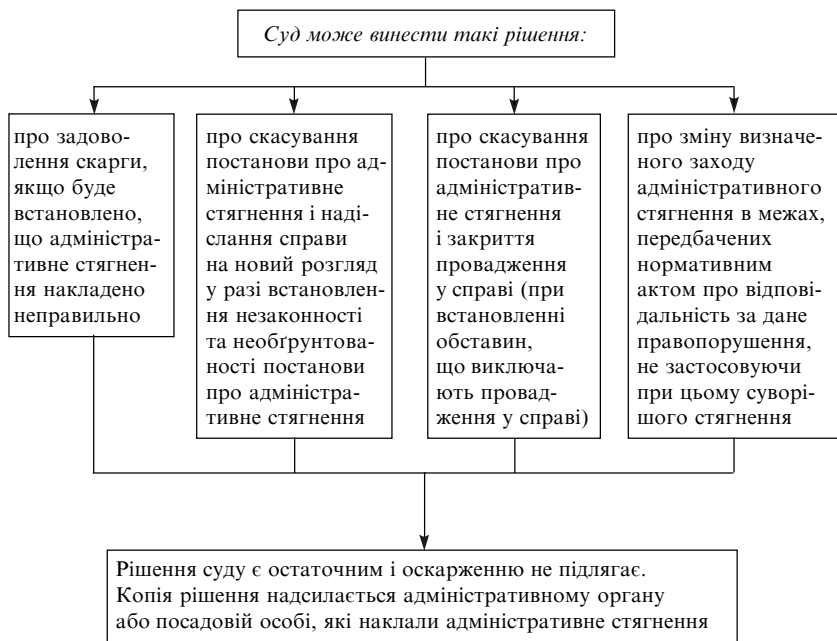 Суд може винести такі рішення:
про задово-
лення скарги,
якщо буде
встановлено,
що адміністра-
тивне стягнен-
ня накладено
неправильно
про скасування
постанови про ад-
міністративне
стягнення і наді-
слання справи
на новий розгляд
у разі встановлен-
ня незаконності
та необґрунтова-
ності постанови
про адміністра-
тивне стягнення
про скасування
постанови про
адміністратив-
не стягнення
і закриття
провадження
у справі (при
встановленні
обставин,
що виключа-
ють провад-
ження у справі)
про зміну визначе-
ного заходу
адміністративного
стягнення в межах,
передбачених
нормативним
актом про відпові-
дальність за дане
правопорушення,
не застосовуючи
при цьому суворі-
шого стягнення
Рішення суду є остаточним і оскарженню не підлягає.
Копія рішення надсилається адміністративному органу
або посадовій особі, які наклали адміністративне стягнення